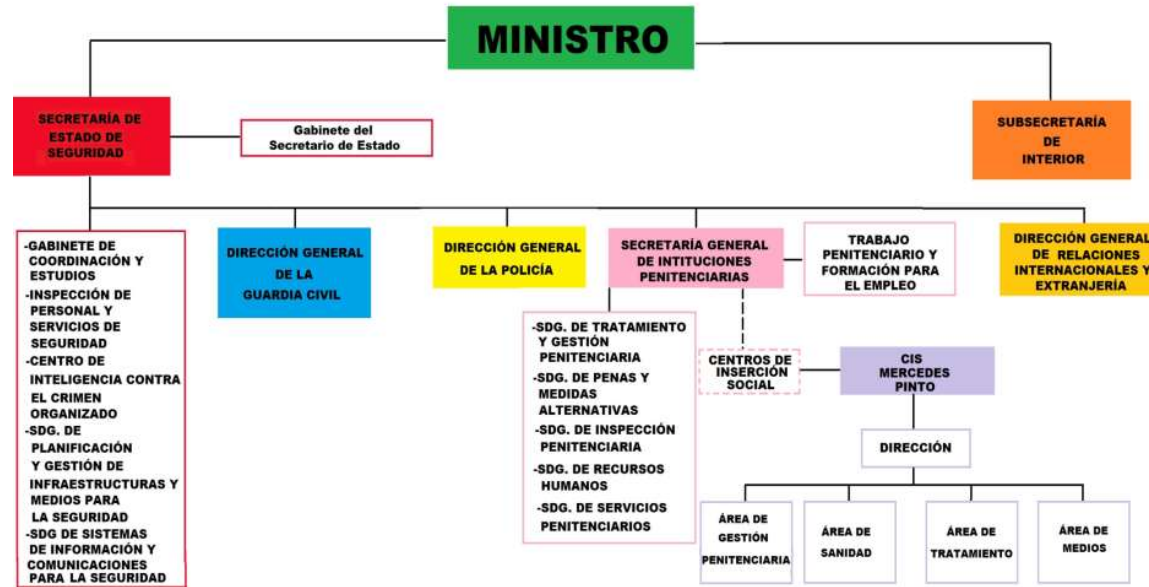 MINISTRO
SECRETARÍA DE
ESTADO DE
SEGURIDAD
Gabinete del
Secretario de Estado
SUBSECRETARÍA
DE
INTERIOR
-GABINETE DE
COORDINACIÓN Y
ESTUDIOS
-INSPECCIÓN DE
PERSONAL Y
SERVICIOS DE
SEGURIDAD
-CENTRO DE
INTELIGENCIA CONTRA
EL CRIMEN
ORGANIZADO
-SDG. DE
PLANIFICACIÓN
Y GESTIÓN DE
INFRAESTRUCTURAS Y
MEDIOS PARA
LA SEGURIDAD
-SDG DE SISTEMAS
DE INFORMACIÓN Y
COMUNICACIONES
PARA LA SEGURIDAD
DIRECCIÓN GENERAL
DE LA
GUARDIA CIVIL
DIRECCIÓN GENERAL
DE LA POLICÍA
SECRETARÍA GENERAL
DE INTITUCIONES
PENITENCIARIAS
TRABAJO
PENITENCIARIO Y
FORMACIÓN PARA
EL EMPLEO
DIRECCIÓN GENERAL
DE RELACIONES
INTERNACIONALES Y
EXTRANJERÍA
-SDG. DE TRATAMIENTO
Y GESTIÓN
PENITENCIARIA
-SDG. DE PENAS Y
MEDIDAS
ALTERNATIVAS
-SDG. DE INSPECCIÓN
PENITENCIARIA
-SDG. DE RECURSOS
HUMANOS
-SDG. DE SERVICIOS
PENITENCIARIOS
CENTROS DE
INSERCIÓN
SOCIAL
CIS
MERCEDES
PINTO
DIRECCIÓN
ÁREA DE
GESTIÓN
PENITENCIARIA
ÁREA DE
SANIDAD
ÁREA DE
TRATAMIENTO
ÁREA DE
MEDIOS